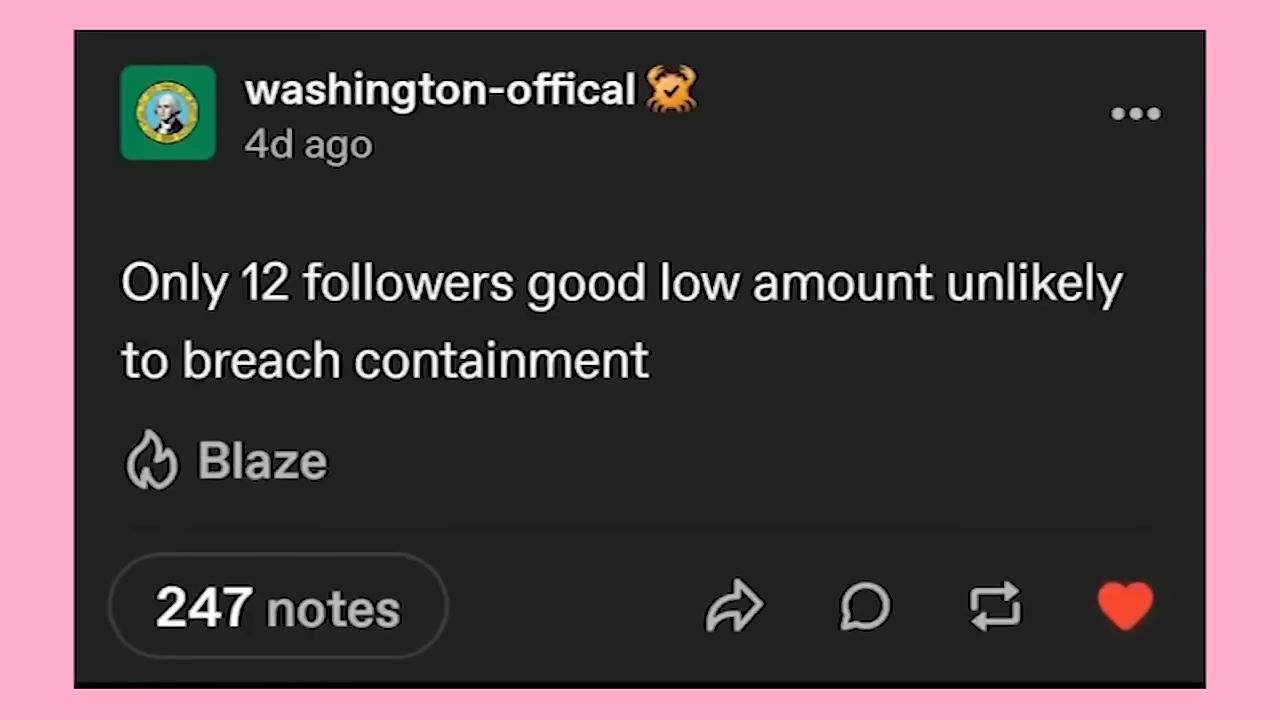 washington-offical
4d ago
Only 12 followers good low amount unlikely
to breach containment
Blaze
247 notes